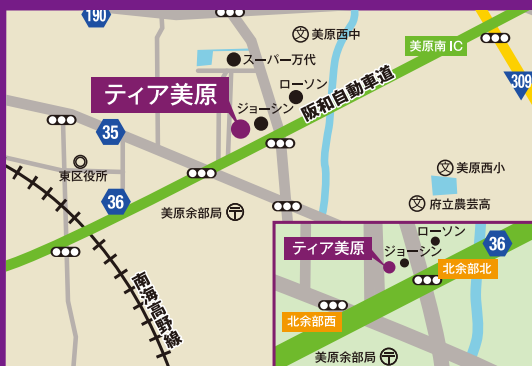 190
美原西中
美原南IC
スーパー万代
309
ティア美原
ローソン
阪和自動車道
ジョーシン
35
東区役所
美原西小
36
府立農芸高
美原余部局
南海高野線
ローソン
ティア美原
ジョーシン
36
北余部北
北余部西
美原余部局